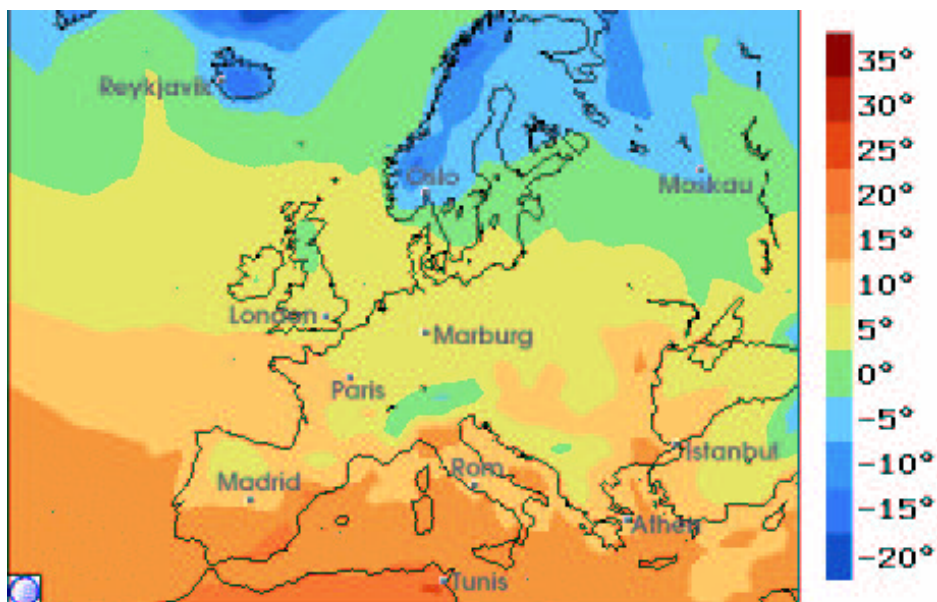 Reykjavik
Oslo
Moskau
London
Marburg
Paris
Madrid
Rom
Istanbul
Athen
Tunis
35°
30°
25°
20°
15°
10°
5°
0°
-5°
-10°
-15°
-20°